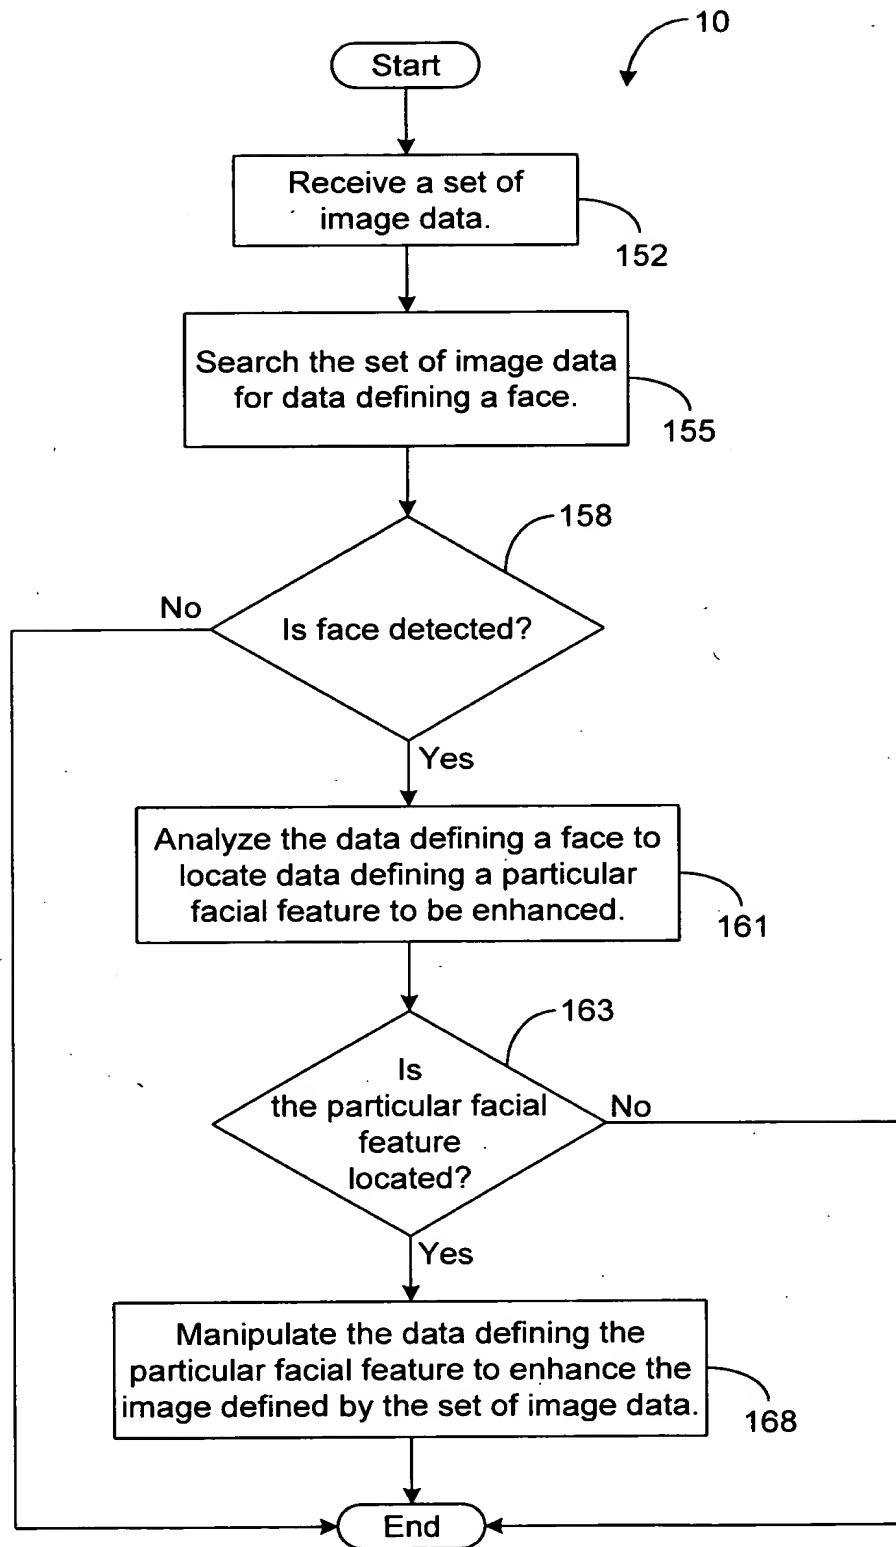 10
Start
Receive a set of
image data.
152
Search the set of image data
for data defining a face.
155
158
No
Is face detected?
Yes
Analyze the data defining a face to
locate data defining a particular
facial feature to be enhanced.
161
163
Is
the particular facial
feature
located?
No
Yes
Manipulate the data defining the
particular facial feature to enhance the
image defined by the set of image data.
168
End